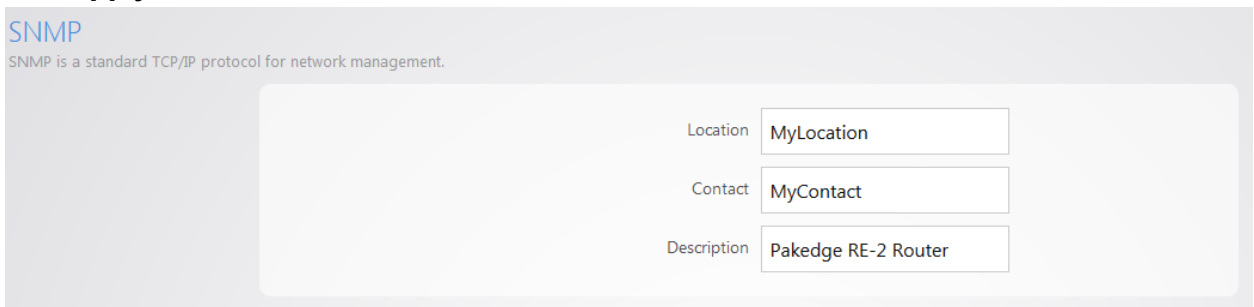 SNMP
SNMP is a standard TCP/IP protocol for network management.
Location MyLocation
Contact MyContact
Description Pakedge RE-2 Router